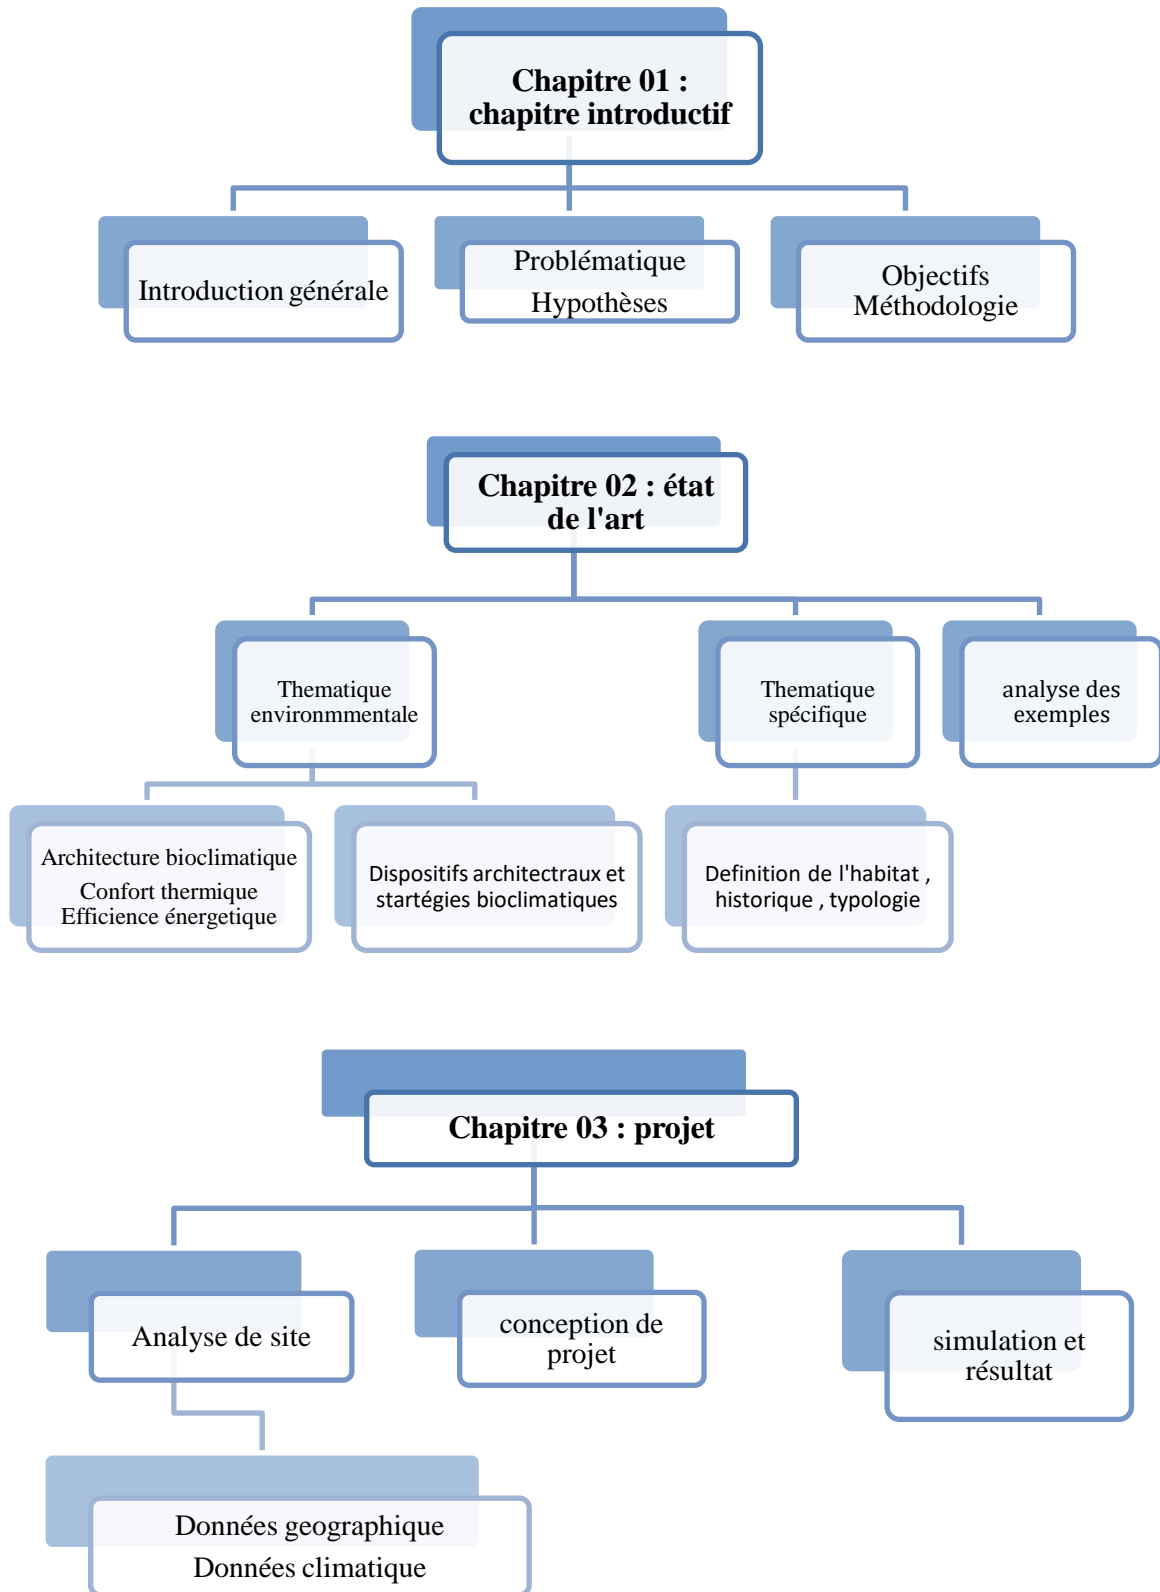 Chapitre 01 :
chapitre introductif
Introduction générale
Problématique
Hypothèses
Objectifs
Méthodologie
Chapitre 02 : état
de l'art
Thematique
environmmentale
Thematique
spécifique
analyse des
exemples
Architecture bioclimatique
Confort thermique
Efficience énergetique
Dispositifs architectraux et
startégies bioclimatiques
Definition de l'habitat ,
historique , typologie
Chapitre 03 : projet
Analyse de site
conception de
projet
simulation et
résultat
Données geographique
Données climatique